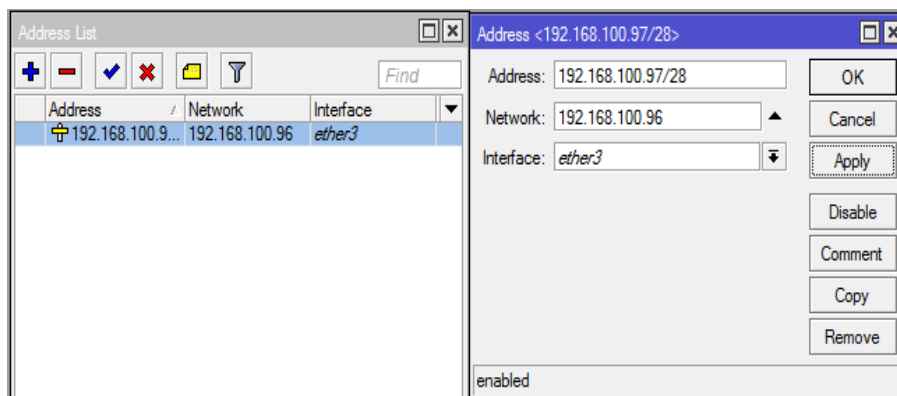 Address List
Find
Address Network Interface
192.168.100.9... 192.168.100.96 ether3
Address <192.168.100.97/28>
Address: 192.168.100.97/28
Network: 192.168.100.96
Interface: ether3
OK
Cancel
Apply
Disable
Comment
Copy
Remove
enabled